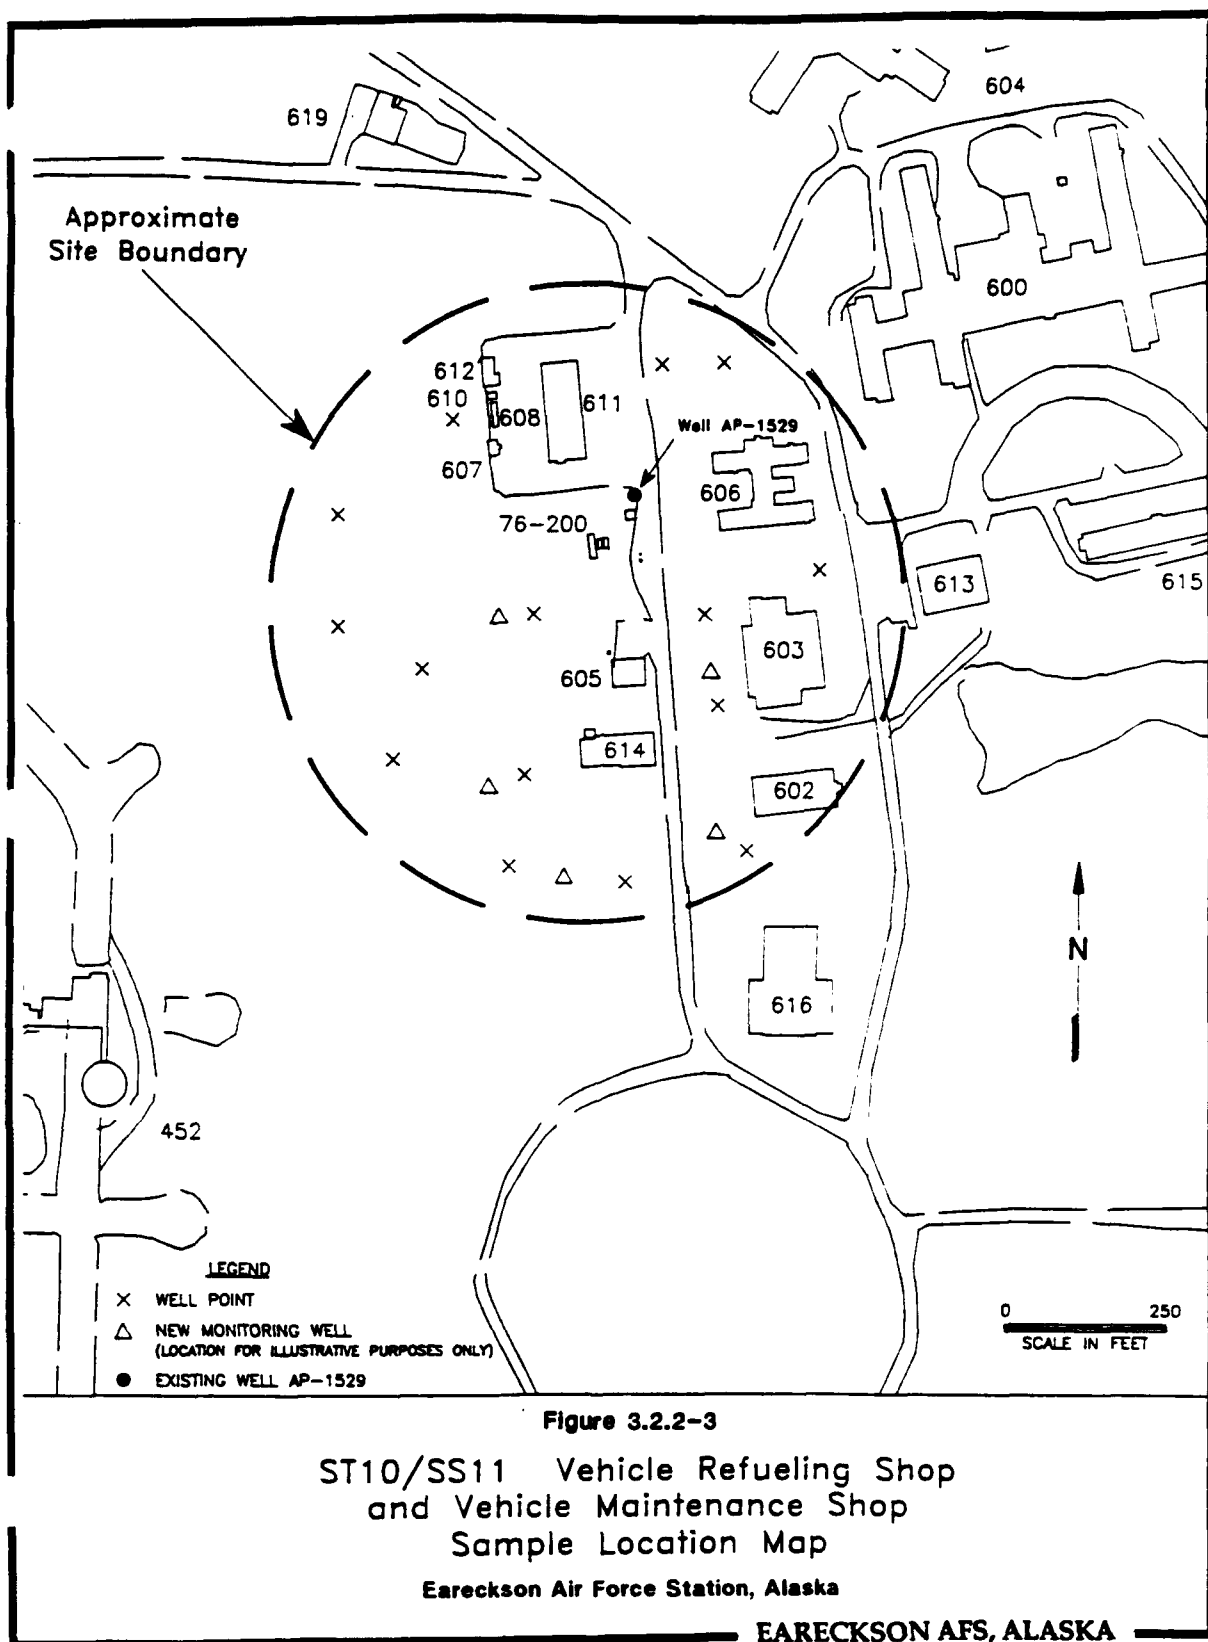 604
619
Approximate
Site Boundary
600
612
610
608
611
607
Well AP-1529
606
76-200
613
615
603
605
614
602
N
616
452
LEGEND
× WELL POINT
△ NEW MONITORING WELL
(LOCATION FOR ILLUSTRATIVE PURPOSES ONLY)
● EXISTING WELL AP-1529
0 250
SCALE IN FEET
Figure 3.2.2-3
ST10/SS11 Vehicle Refueling Shop
and Vehicle Maintenance Shop
Sample Location Map
Eareckson Air Force Station, Alaska
EARECKSON AFS, ALASKA